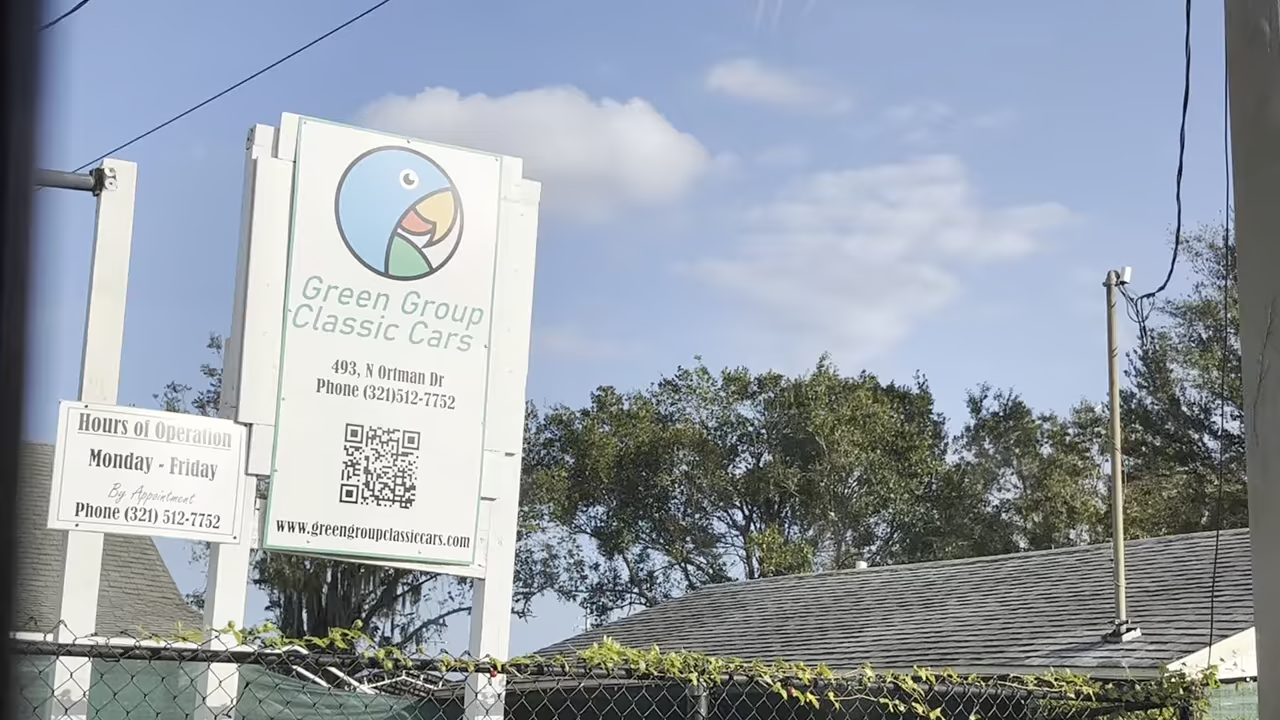 Green Group
Classic Cars
493, N Ortman Dr
Phone (321)512-7752
www.greengroupclassiccars.com
Hours of Operation
Monday - Friday
By Appointment
Phone (321) 512-7752